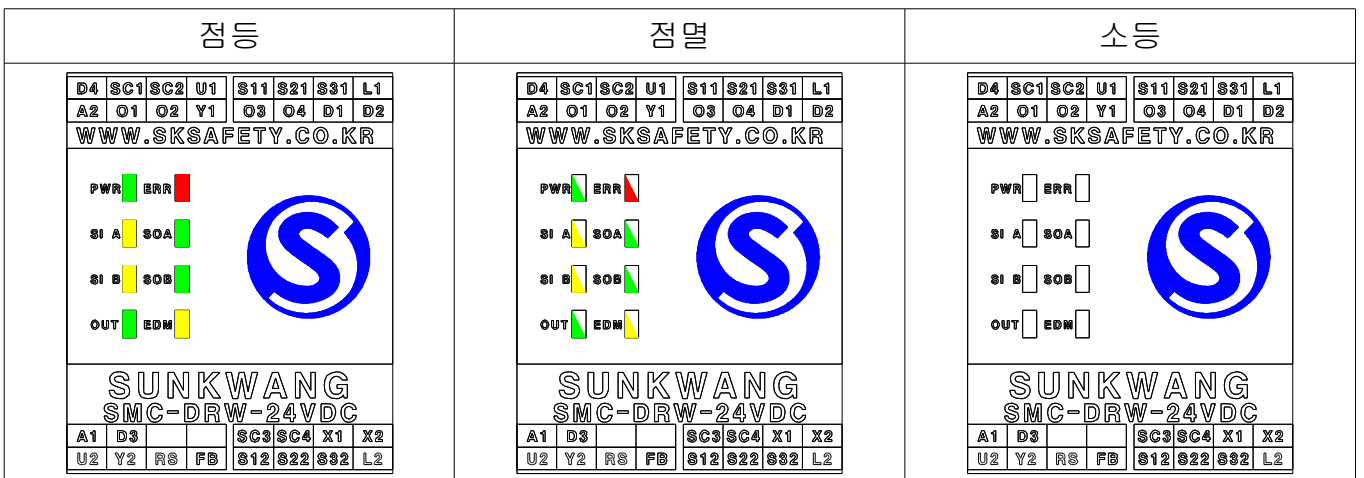 점등 점멸 소등
D4 SC1 SC2 U1 S11 S21 S31 L1
A2 O1 O2 Y1 O3 O4 D1 D2
WWW.SKSAFETY.CO.KR
PWR ERR
SI A SOA
SI B SOB
OUT EDM
S
SUNKWANG
SMC-DRW-24VDC
A1 D3 SC3 SC4 X1 X2
U2 Y2 RS FB S12 S22 S32 L2
D4 SC1 SC2 U1 S11 S21 S31 L1
A2 O1 O2 Y1 O3 O4 D1 D2
WWW.SKSAFETY.CO.KR
PWR ERR
SI A SOA
SI B SOB
OUT EDM
S
SUNKWANG
SMC-DRW-24VDC
A1 D3 SC3 SC4 X1 X2
U2 Y2 RS FB S12 S22 S32 L2
D4 SC1 SC2 U1 S11 S21 S31 L1
A2 O1 O2 Y1 O3 O4 D1 D2
WWW.SKSAFETY.CO.KR
PWR ERR
SI A SOA
SI B SOB
OUT EDM
S
SUNKWANG
SMC-DRW-24VDC
A1 D3 SC3 SC4 X1 X2
U2 Y2 RS FB S12 S22 S32 L2